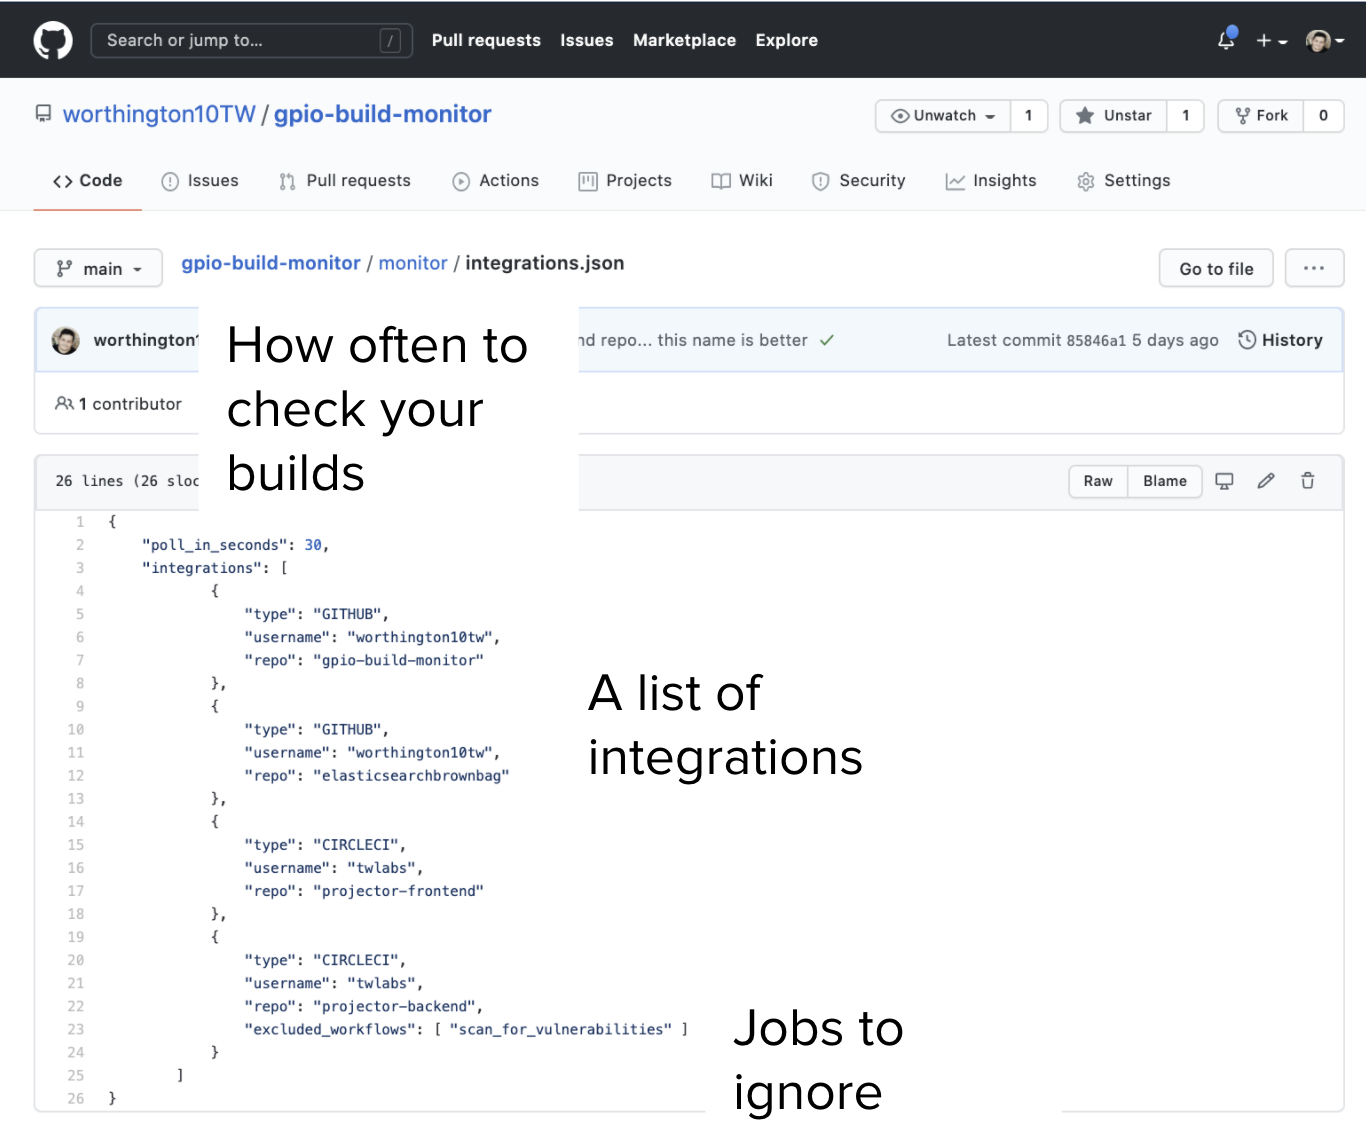 Search or jump to... /
Pull requests Issues Marketplace Explore
worthington10TW / gpio-build-monitor
Unwatch 1 Unstar 1 Fork 0
Code Issues Pull requests Actions Projects Wiki Security Insights Settings
main gpio-build-monitor / monitor / integrations.json Go to file ...
worthington repo... this name is better Latest commit 85846a1 5 days ago History
1 contributor
How often to
check your
builds
26 lines (26 sloc Raw Blame
1 {
2 "poll_in_seconds": 30,
3 "integrations": [
4 {
5 "type": "GITHUB",
6 "username": "worthington10tw",
7 "repo": "gpio-build-monitor"
8 },
9 {
10 "type": "GITHUB",
11 "username": "worthington10tw",
12 "repo": "elasticsearchbrownbag"
13 },
14 {
15 "type": "CIRCLECI",
16 "username": "twlabs",
17 "repo": "projector-frontend"
18 },
19 {
20 "type": "CIRCLECI",
21 "username": "twlabs",
22 "repo": "projector-backend",
23 "excluded_workflows": [ "scan_for_vulnerabilities" ]
24 }
25 ]
26 }
A list of
integrations
Jobs to
ignore